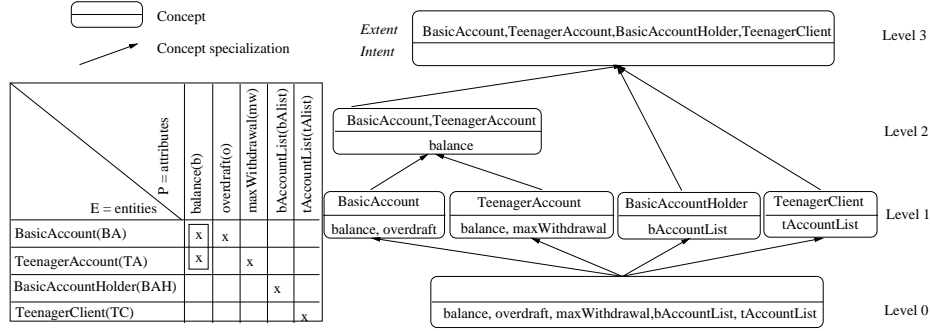 Concept
Concept specialization
P = attributes
E = entities
balance(b)
overdraft(o)
maxWithdrawal(mw)
bAccountList(bAlist)
tAccountList(tAlist)
BasicAccount(BA)
x x
TeenagerAccount(TA)
x x
BasicAccountHolder(BAH)
x
TeenagerClient(TC)
x
Extent
Intent
BasicAccount,TeenagerAccount,BasicAccountHolder,TeenagerClient
Level 3
BasicAccount,TeenagerAccount
balance
Level 2
BasicAccount
balance, overdraft
TeenagerAccount
balance, maxWithdrawal
BasicAccountHolder
bAccountList
TeenagerClient
tAccountList
Level 1
balance, overdraft, maxWithdrawal,bAccountList, tAccountList
Level 0